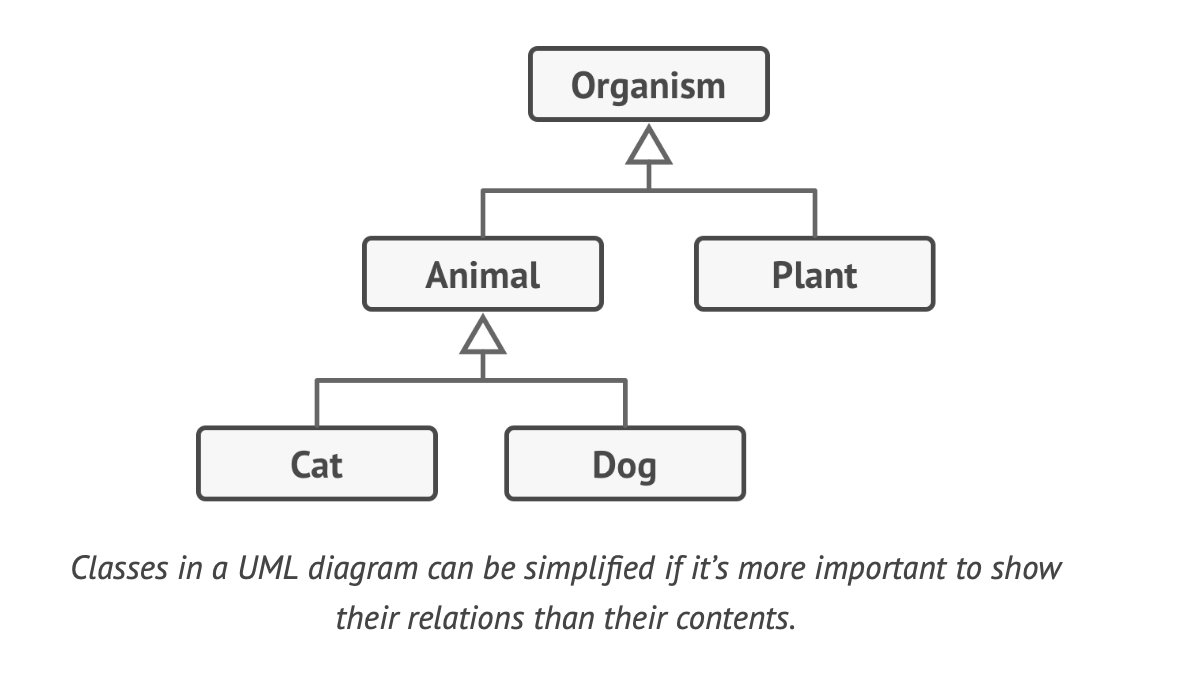 Organism
Animal
Plant
Cat
Dog
Classes in a UML diagram can be simplified if it’s more important to show
their relations than their contents.